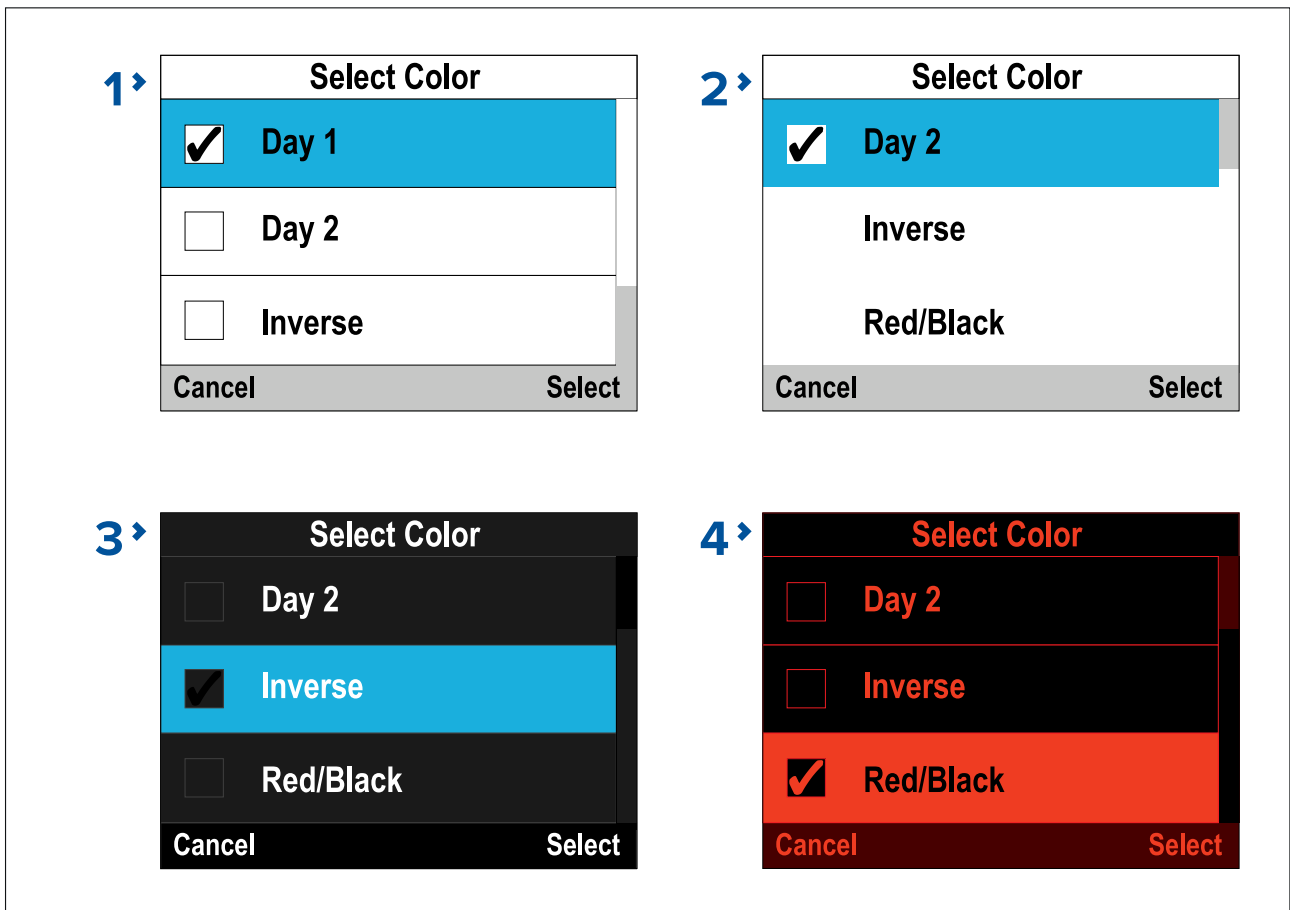 1 Select Color
Day 1
Day 2
Inverse
Cancel Select
2 Select Color
Day 2
Inverse
Red/Black
Cancel Select
3 Select Color
Day 2
Inverse
Red/Black
Cancel Select
4 Select Color
Day 2
Inverse
Red/Black
Cancel Select